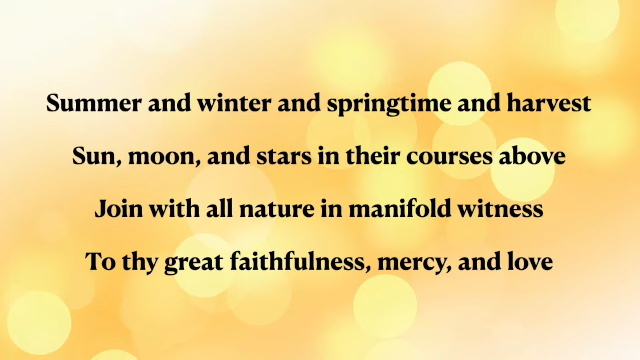 Summer and winter and springtime and harvest
Sun, moon, and stars in their courses above
Join with all nature in manifold witness
To thy great faithfulness, mercy, and love